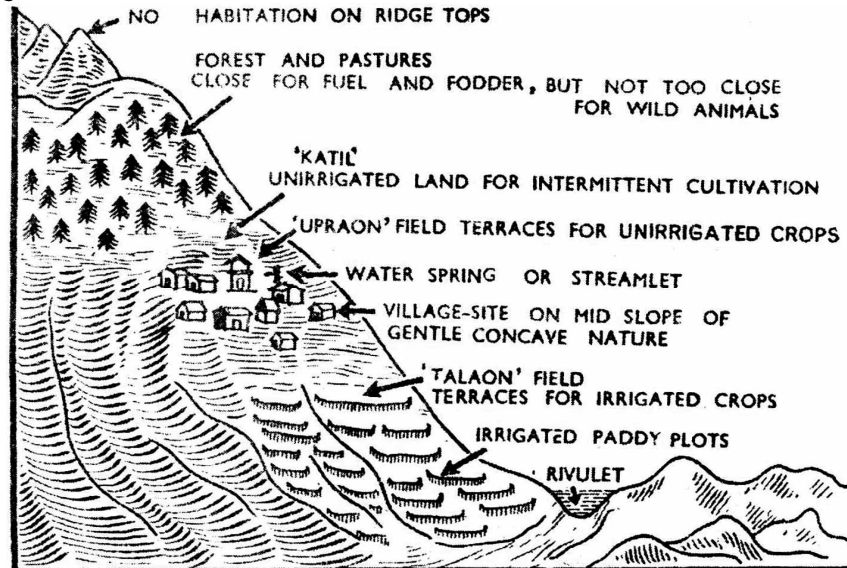 NO HABITATION ON RIDGE TOPS
FOREST AND PASTURES
CLOSE FOR FUEL AND FODDER, BUT NOT TOO CLOSE
FOR WILD ANIMALS
'KATIL'
UNIRRIGATED LAND FOR INTERMITTENT CULTIVATION
'UPRAON' FIELD TERRACES FOR UNIRRIGATED CROPS
WATER SPRING OR STREAMLET
VILLAGE-SITE ON MID SLOPE OF
GENTLE CONCAVE NATURE
'TALAON' FIELD
TERRACES FOR IRRIGATED CROPS
IRRIGATED PADDY PLOTS
RIVULET